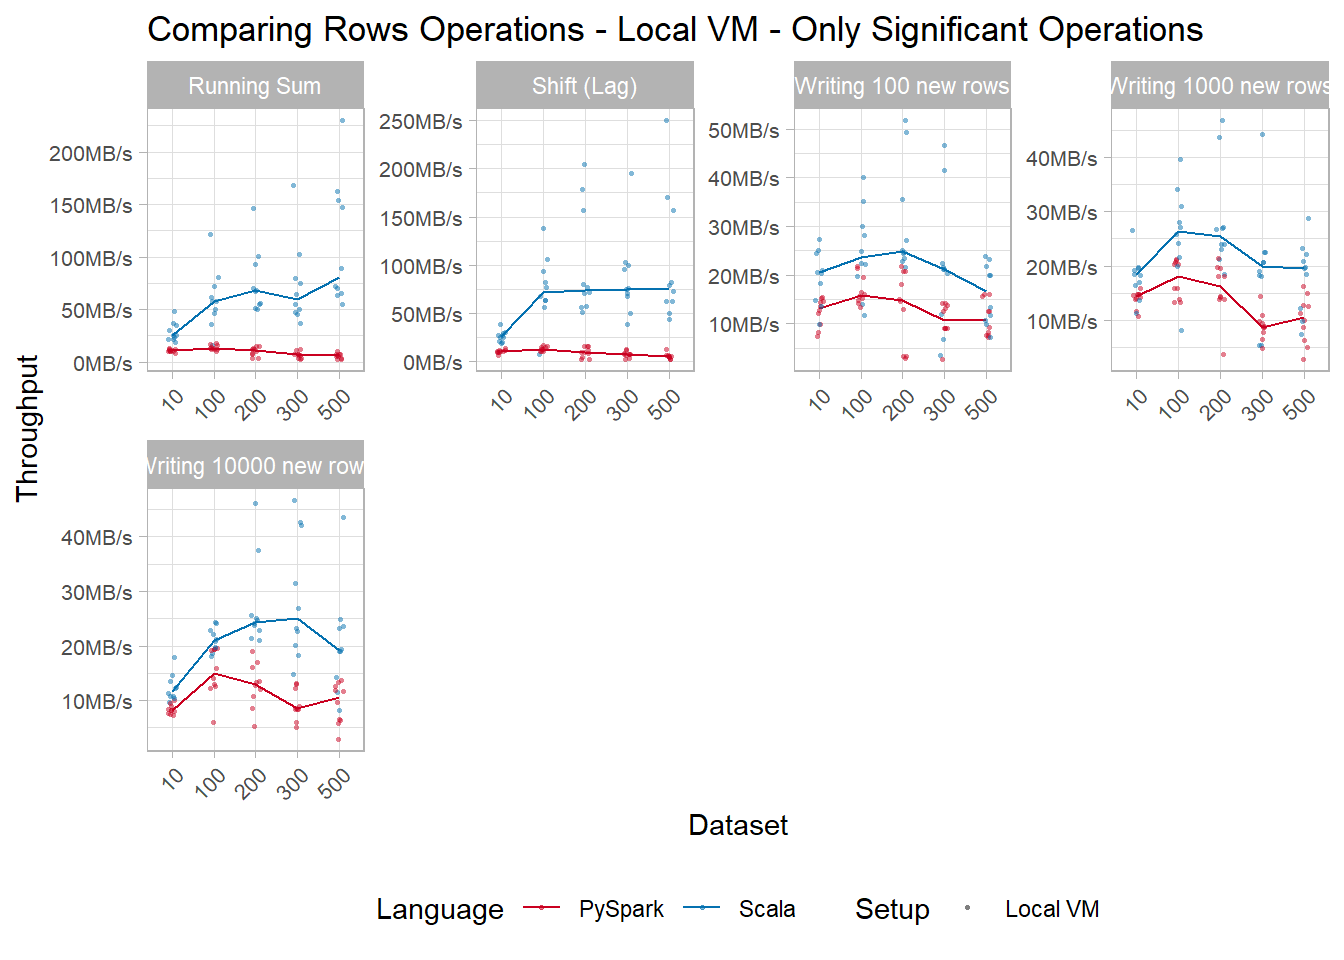 Comparing Rows Operations - Local VM - Only Significant Operations
Running Sum
Shift (Lag)
Writing 100 new rows
Writing 1000 new rows
200MB/s
150MB/s
100MB/s
50MB/s
0MB/s
250MB/s
200MB/s
150MB/s
100MB/s
50MB/s
0MB/s
50MB/s
40MB/s
30MB/s
20MB/s
10MB/s
40MB/s
30MB/s
20MB/s
10MB/s
10 100 200 300 500
10 100 200 300 500
10 100 200 300 500
10 100 200 300 500
Throughput
Writing 10000 new row
40MB/s
30MB/s
20MB/s
10MB/s
10 100 200 300 500
Dataset
Language PySpark Scala Setup Local VM